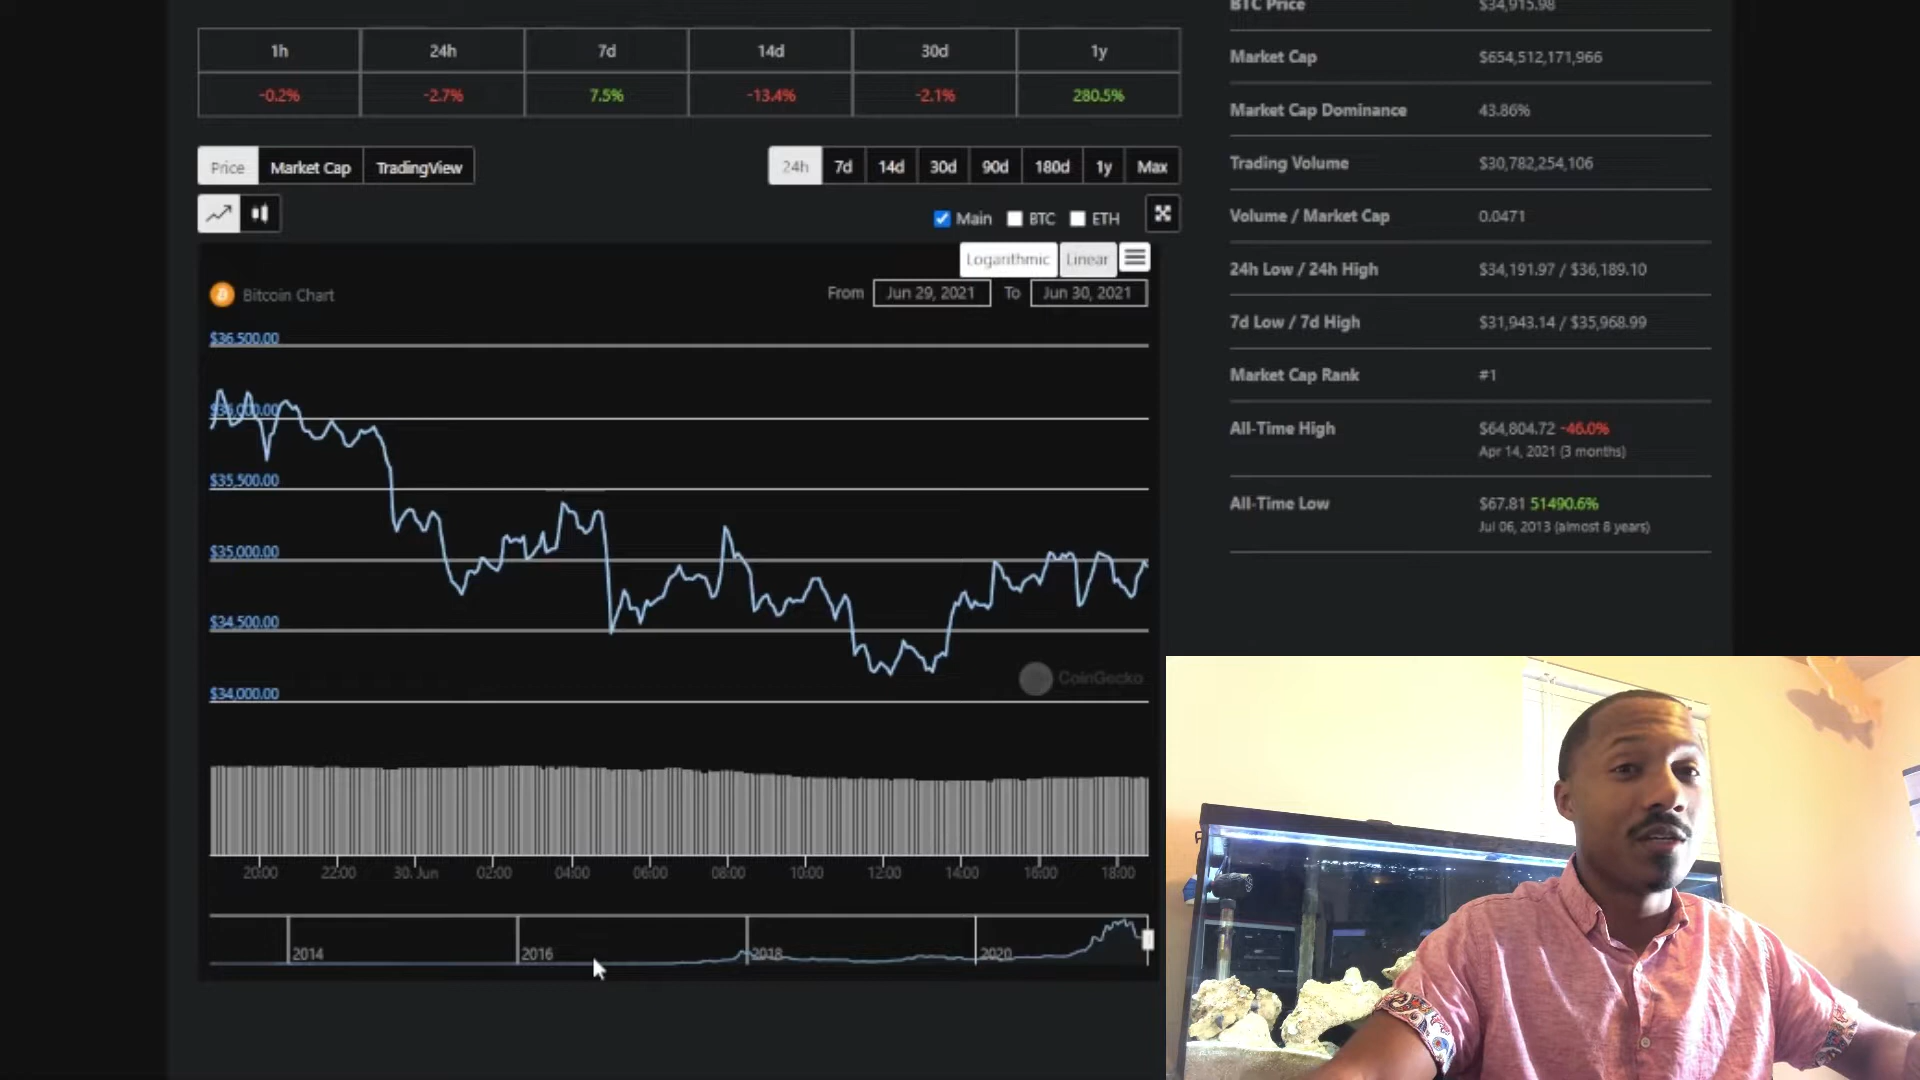 1h 24h 7d 14d 30d 1y
-0.2% -2.7% 7.5% -13.4% -2.1% 280.5%
Price Market Cap TradingView
24h 7d 14d 30d 90d 180d 1y Max
Main BTC ETH
Logarithmic Linear
Bitcoin Chart
From Jun 29, 2021 To Jun 30, 2021
$36,500.00
$36,000.00
$35,500.00
$35,000.00
$34,500.00
$34,000.00
CoinGecko
20:00 22:00 30. Jun 02:00 04:00 06:00 08:00 10:00 12:00 14:00 16:00 18:00
2014 2016 2018 2020
BTC Price $34,915.98
Market Cap $654,512,171,966
Market Cap Dominance 43.86%
Trading Volume $30,782,254,106
Volume / Market Cap 0.0471
24h Low / 24h High $34,191.97 / $36,189.10
7d Low / 7d High $31,943.14 / $35,968.99
Market Cap Rank #1
All-Time High $64,804.72 -46.0%
Apr 14, 2021 (3 months)
All-Time Low $67.81 51490.6%
Jul 06, 2013 (almost 8 years)